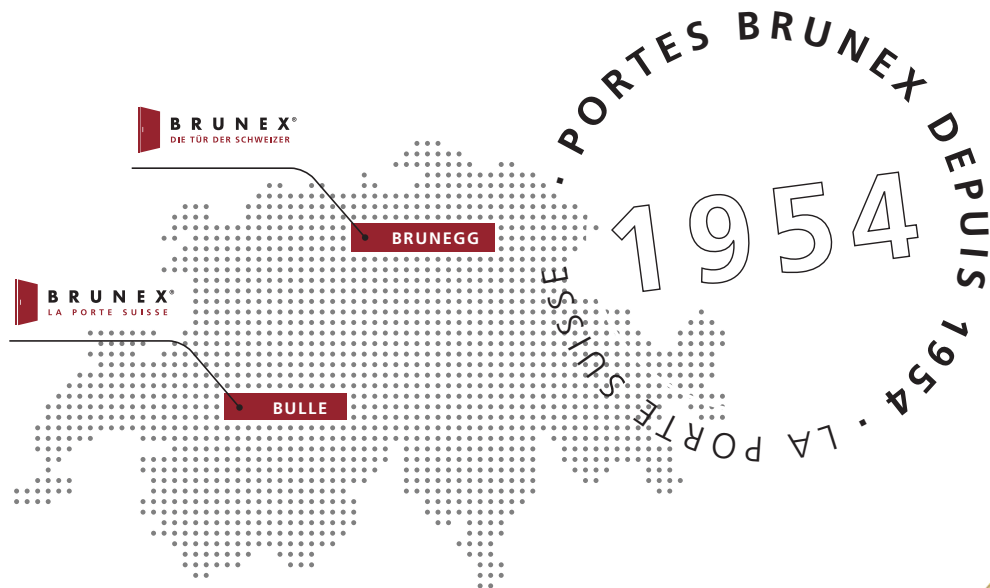 BRUNEX®
DIE TÜR DER SCHWEIZER
BRUNEGG
BRUNEX®
LA PORTE SUISSE
BULLE
· PORTES BRUNEX DEPUIS 1954 · LA PORTE SUISSE
1954